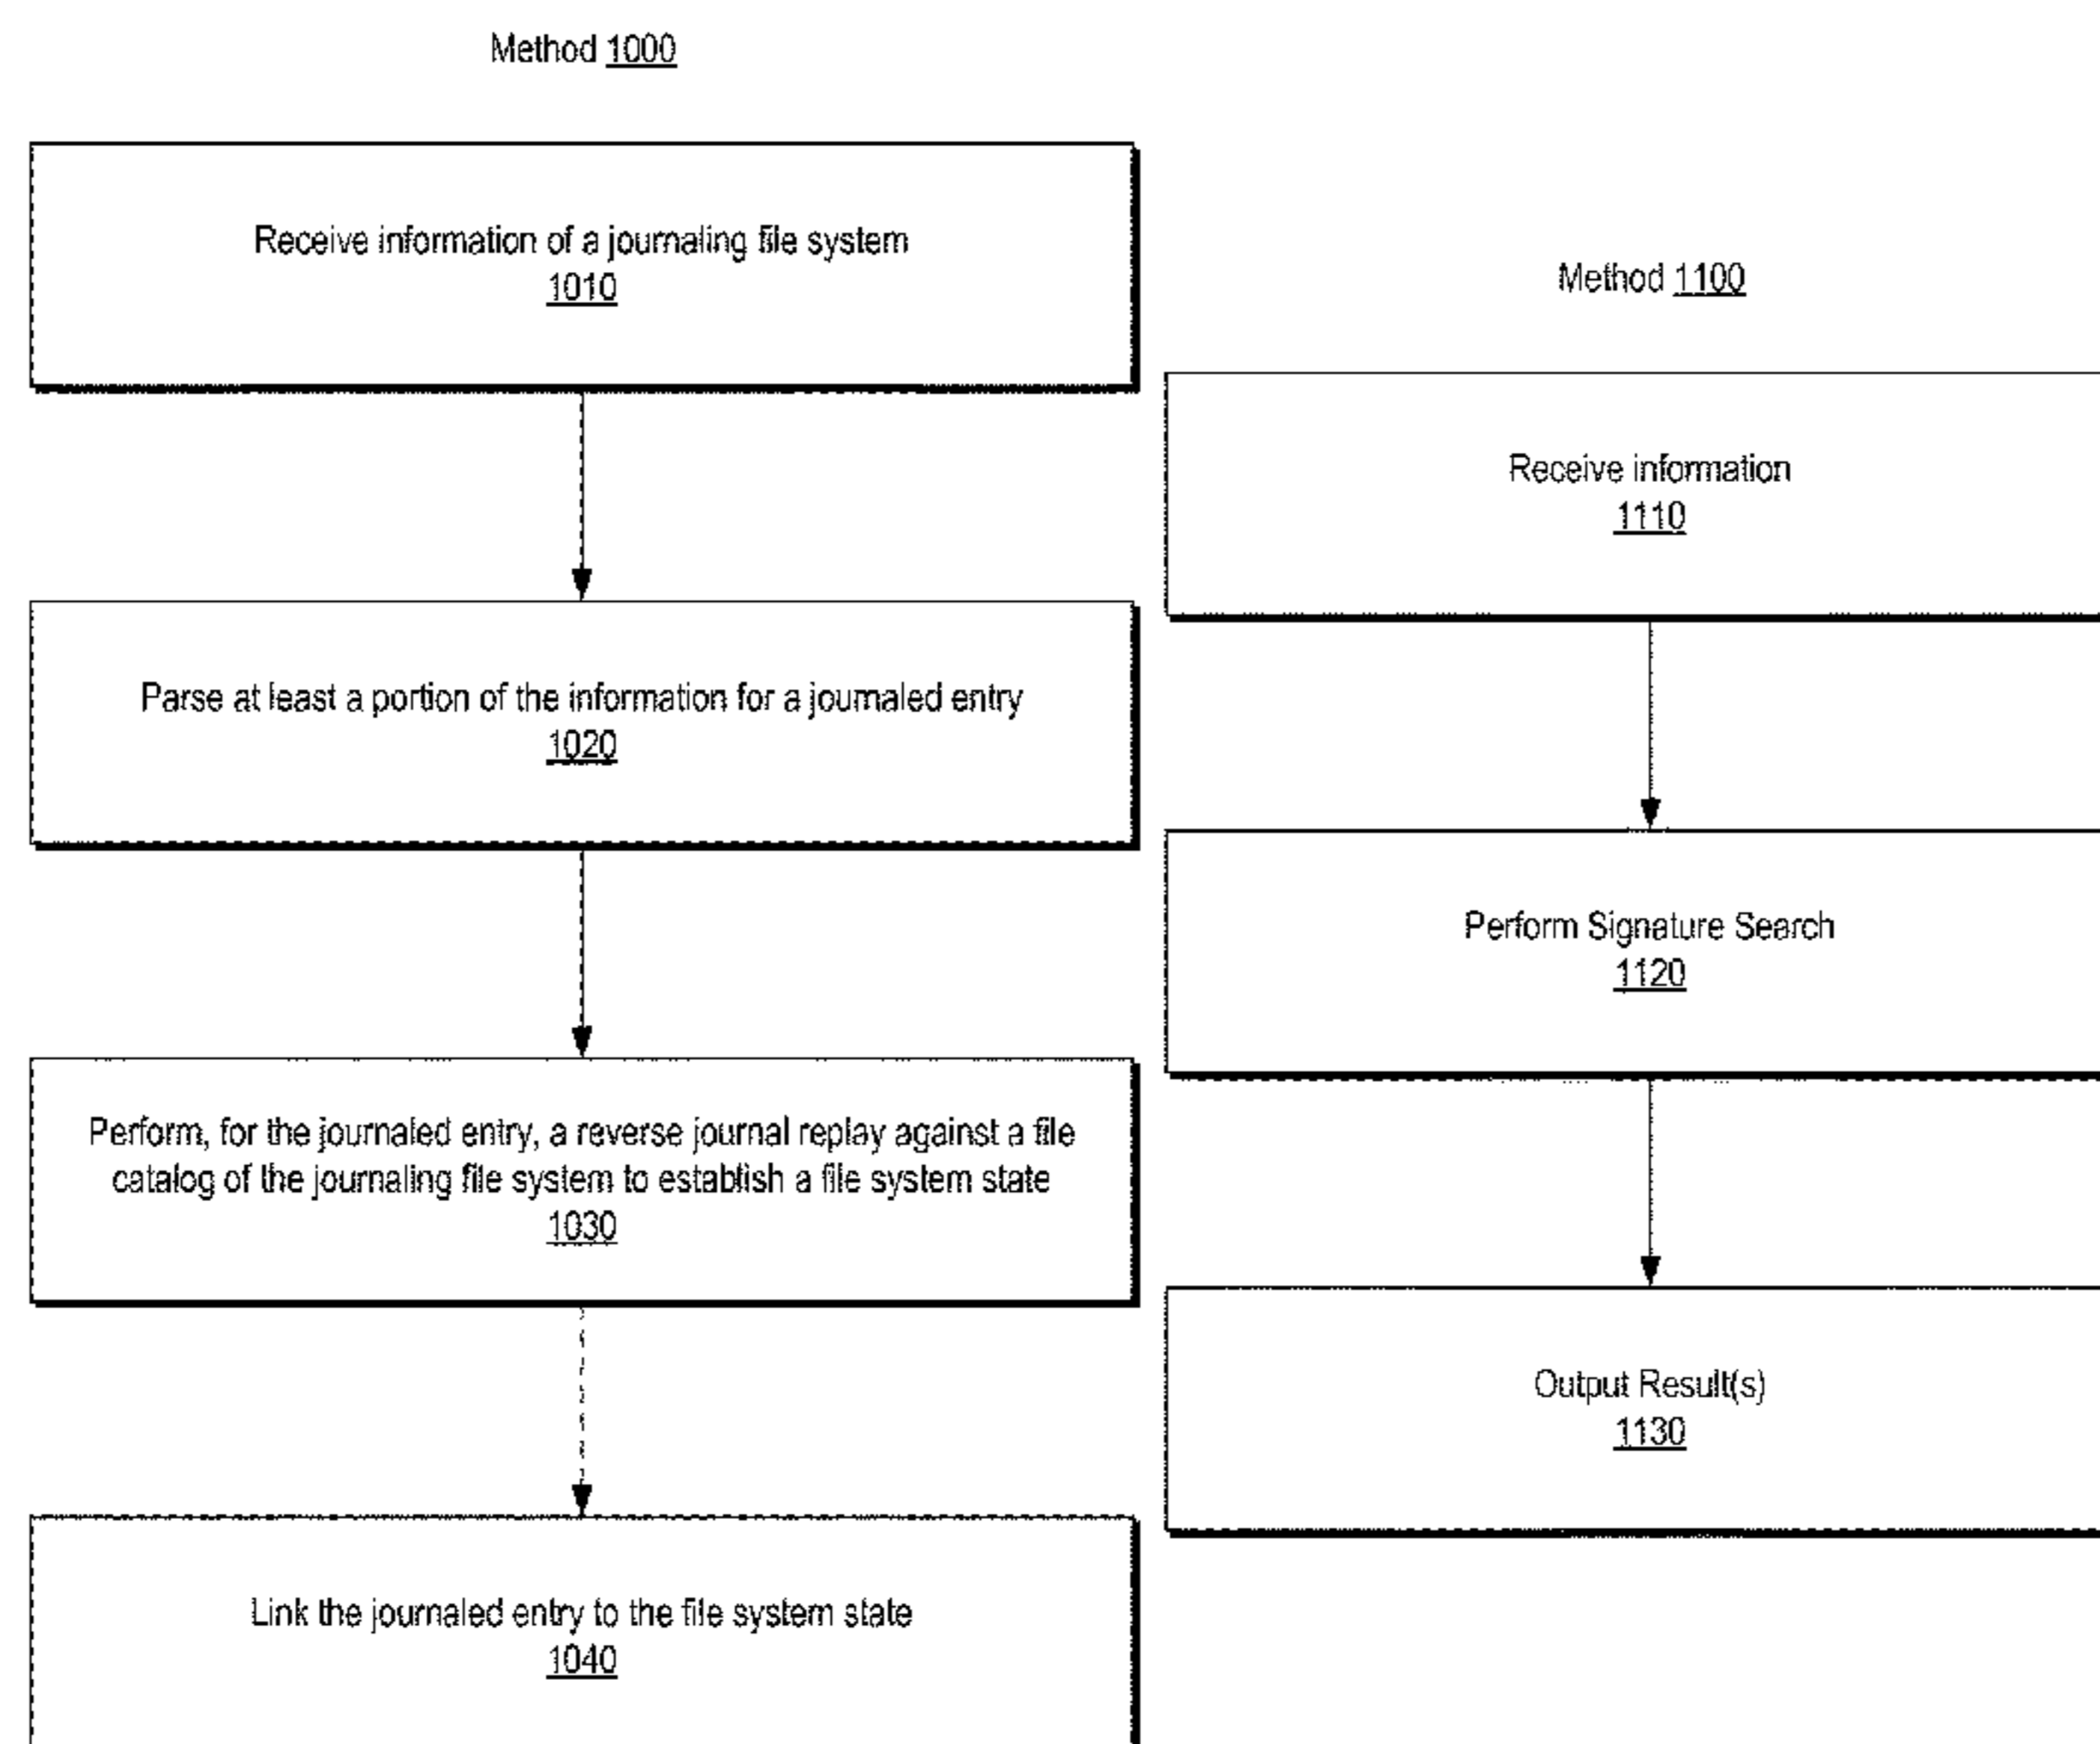 Method 1000
Receive information of a journaling file system
1010
Parse at least a portion of the information for a journaled entry
1020
Perform, for the journaled entry, a reverse journal replay against a file
catalog of the journaling file system to establish a file system state
1030
Link the journaled entry to the file system state
1040
Method 1100
Receive information
1110
Perform Signature Search
1120
Output Result(s)
1130